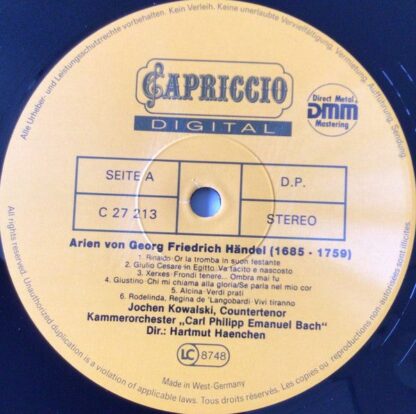 Alle Urheber- und Leistungsschutzrechte vorbehalten. Kein Verleih. Keine unerlaubte Vervielfältigung, Vermietung, Aufführung, Sendung.
CAPRICCIO
DIGITAL
Direct Metal
DMM
Mastering
SEITE A
D.P.
C 27 213
STEREO
Arien von Georg Friedrich Händel (1685 - 1759)
1. Rinaldo· Or la tromba in suon festante
2. Giulio Cesare in Egitto· Va tacito e nascosto
3. Xerxes· Frondi tenere... Ombra mai fu
4. Giustino· Chi mi chiama alla gloria/Se parla nel mio cor
5. Alcina· Verdi prati
6. Rodelinda, Regina de 'Langobardi· Vivi tiranno
Jochen Kowalski, Countertenor
Kammerorchester „Carl Philipp Emanuel Bach"
Dir.: Hartmut Haenchen
LC 8748
Made in West-Germany
All rights reserved. Unauthorized duplication is a violation of applicable laws. Tous droits réservés. Les copies ou reproductions non autorisées sont illicites.